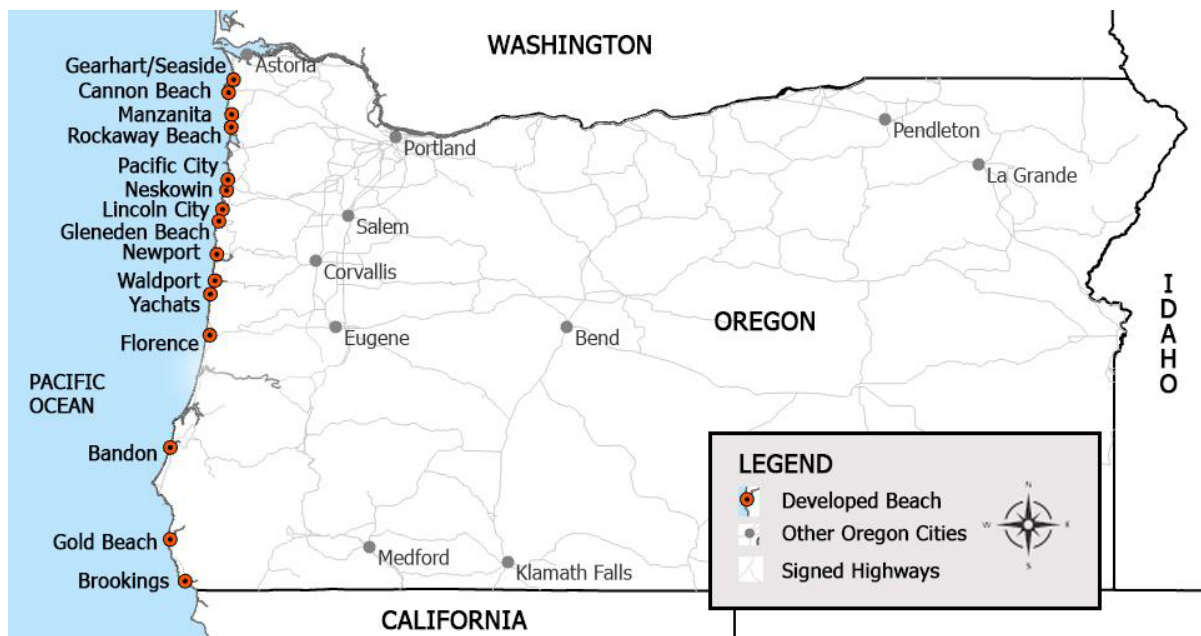 WASHINGTON
Gearhart/Seaside
Astoria
Cannon Beach
Manzanita
Rockaway Beach
Portland
Pendleton
Pacific City
La Grande
Neskowin
Lincoln City
Salem
Gleneden Beach
Newport
Corvallis
Waldport
Yachats
IDAHO
OREGON
Florence
Eugene
Bend
PACIFIC
OCEAN
Bandon
LEGEND
Developed Beach
Other Oregon Cities
Signed Highways
N
W
E
S
Gold Beach
Medford
Klamath Falls
Brookings
CALIFORNIA